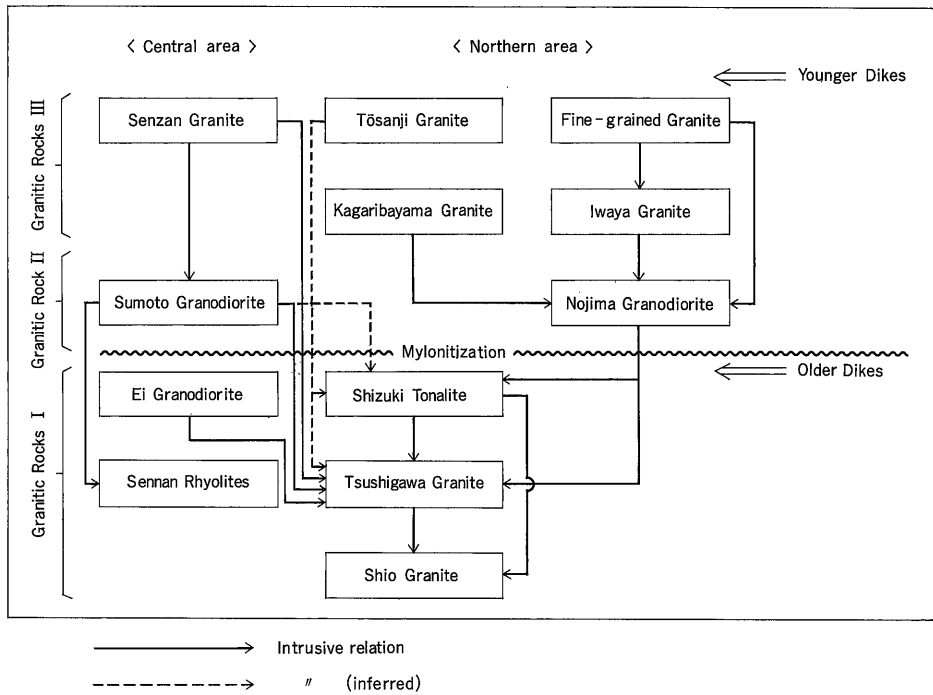 〈 Central area 〉
〈 Northern area 〉
Younger Dikes
Granitic Rocks III
Senzan Granite
Tōsanji Granite
Fine-grained Granite
Kagaribayama Granite
Iwaya Granite
Granitic Rock II
Sumoto Granodiorite
Nojima Granodiorite
Mylonitization
Older Dikes
Granitic Rocks I
Ei Granodiorite
Shizuki Tonalite
Sennan Rhyolites
Tsushigawa Granite
Shio Granite
Intrusive relation
〃 (inferred)